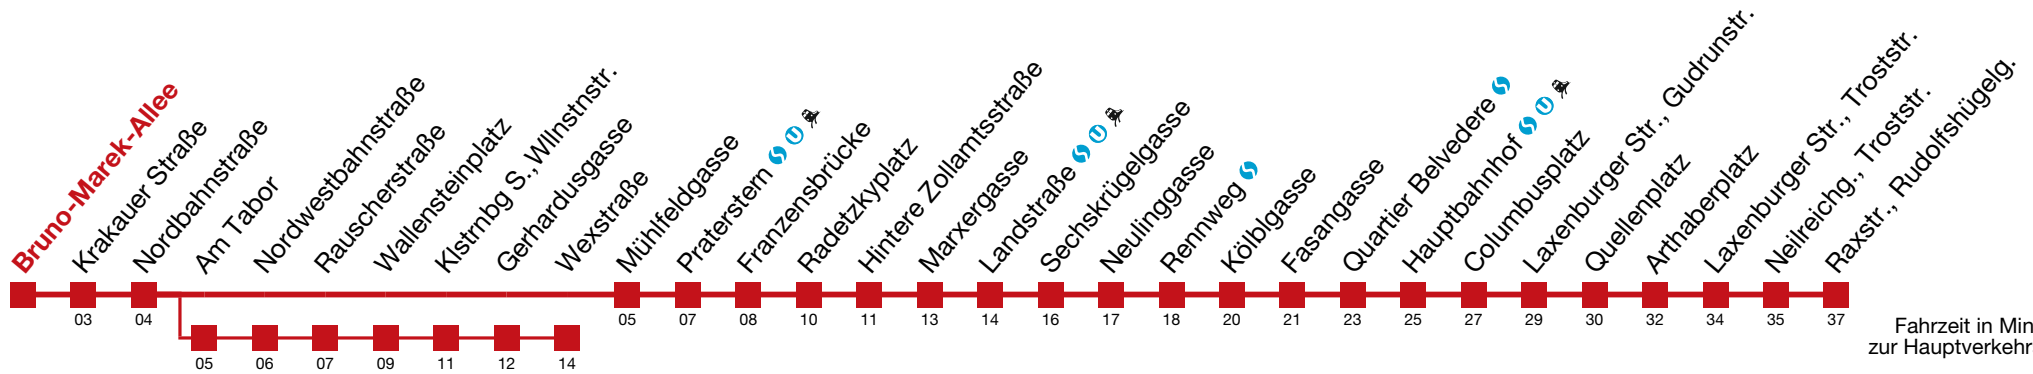 Bruno-Marek-Allee
Krakauer Straße
Nordbahnstraße
Am Tabor
Nordwestbahnstraße
Rauscherstraße
Wallensteinplatz
Klstrnbg S., Wllnstnstr.
Gerhardusgasse
Wexstraße
Mühlfeldgasse
Praterstern S U
Franzensbrücke
Radetzkyplatz
Hintere Zollamtsstraße
Marxergasse
Landstraße S U
Sechskrügelgasse
Neulinggasse
Rennweg S
Kölblgasse
Fasangasse
Quartier Belvedere S
Hauptbahnhof S U
Columbusplatz
Laxenburger Str., Gudrunstr.
Quellenplatz
Arthaberplatz
Laxenburger Str., Troststr.
Neilreichg., Troststr.
Raxstr., Rudolfshügelg.
03 04 05 07 08 10 11 13 14 16 17 18 20 21 23 25 27 29 30 32 34 35 37
05 06 07 09 11 12 14
Fahrzeit in Min
zur Hauptverkehr